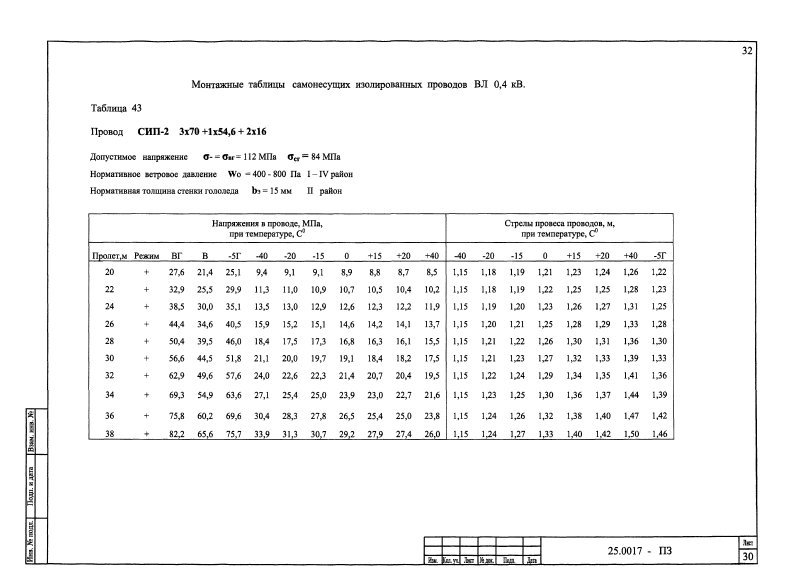 32
Монтажные таблицы самонесущих изолированных проводов ВЛ 0,4 кВ.
Таблица 43
Провод СИП-2 3х70 +1х54,6 + 2х16
Допустимое напряжение σ- = σвг = 112 МПа σсг = 84 МПа
Нормативное ветровое давление Wo = 400 - 800 Па I – IV район
Нормативная толщина стенки гололеда bэ = 15 мм II район
Напряжения в проводе, МПа, при температуре, С⁰
Стрелы провеса проводов, м, при температуре, С⁰
Пролет,м Режим ВГ В -5Г -40 -20 -15 0 +15 +20 +40 -40 -20 -15 0 +15 +20 +40 -5Г
20 + 27,6 21,4 25,1 9,4 9,1 9,1 8,9 8,8 8,7 8,5 1,15 1,18 1,19 1,21 1,23 1,24 1,26 1,22
22 + 32,9 25,5 29,9 11,3 11,0 10,9 10,7 10,5 10,4 10,2 1,15 1,18 1,19 1,22 1,25 1,25 1,28 1,23
24 + 38,5 30,0 35,1 13,5 13,0 12,9 12,6 12,3 12,2 11,9 1,15 1,19 1,20 1,23 1,26 1,27 1,31 1,25
26 + 44,4 34,6 40,5 15,9 15,2 15,1 14,6 14,2 14,1 13,7 1,15 1,20 1,21 1,25 1,28 1,29 1,33 1,28
28 + 50,4 39,5 46,0 18,4 17,5 17,3 16,8 16,3 16,1 15,5 1,15 1,21 1,22 1,26 1,30 1,31 1,36 1,30
30 + 56,6 44,5 51,8 21,1 20,0 19,7 19,1 18,4 18,2 17,5 1,15 1,21 1,23 1,27 1,32 1,33 1,39 1,33
32 + 62,9 49,6 57,6 24,0 22,6 22,3 21,4 20,7 20,4 19,5 1,15 1,22 1,24 1,29 1,34 1,35 1,41 1,36
34 + 69,3 54,9 63,6 27,1 25,4 25,0 23,9 23,0 22,7 21,6 1,15 1,23 1,25 1,30 1,36 1,37 1,44 1,39
36 + 75,8 60,2 69,6 30,4 28,3 27,8 26,5 25,4 25,0 23,8 1,15 1,24 1,26 1,32 1,38 1,40 1,47 1,42
38 + 82,2 65,6 75,7 33,9 31,3 30,7 29,2 27,9 27,4 26,0 1,15 1,24 1,27 1,33 1,40 1,42 1,50 1,46
Взам. инв. №
Подп. и дата
Инв. № подл.
Изм. Кол. уч. Лист № док. Подп. Дата
25.0017 - ПЗ
Лист
30